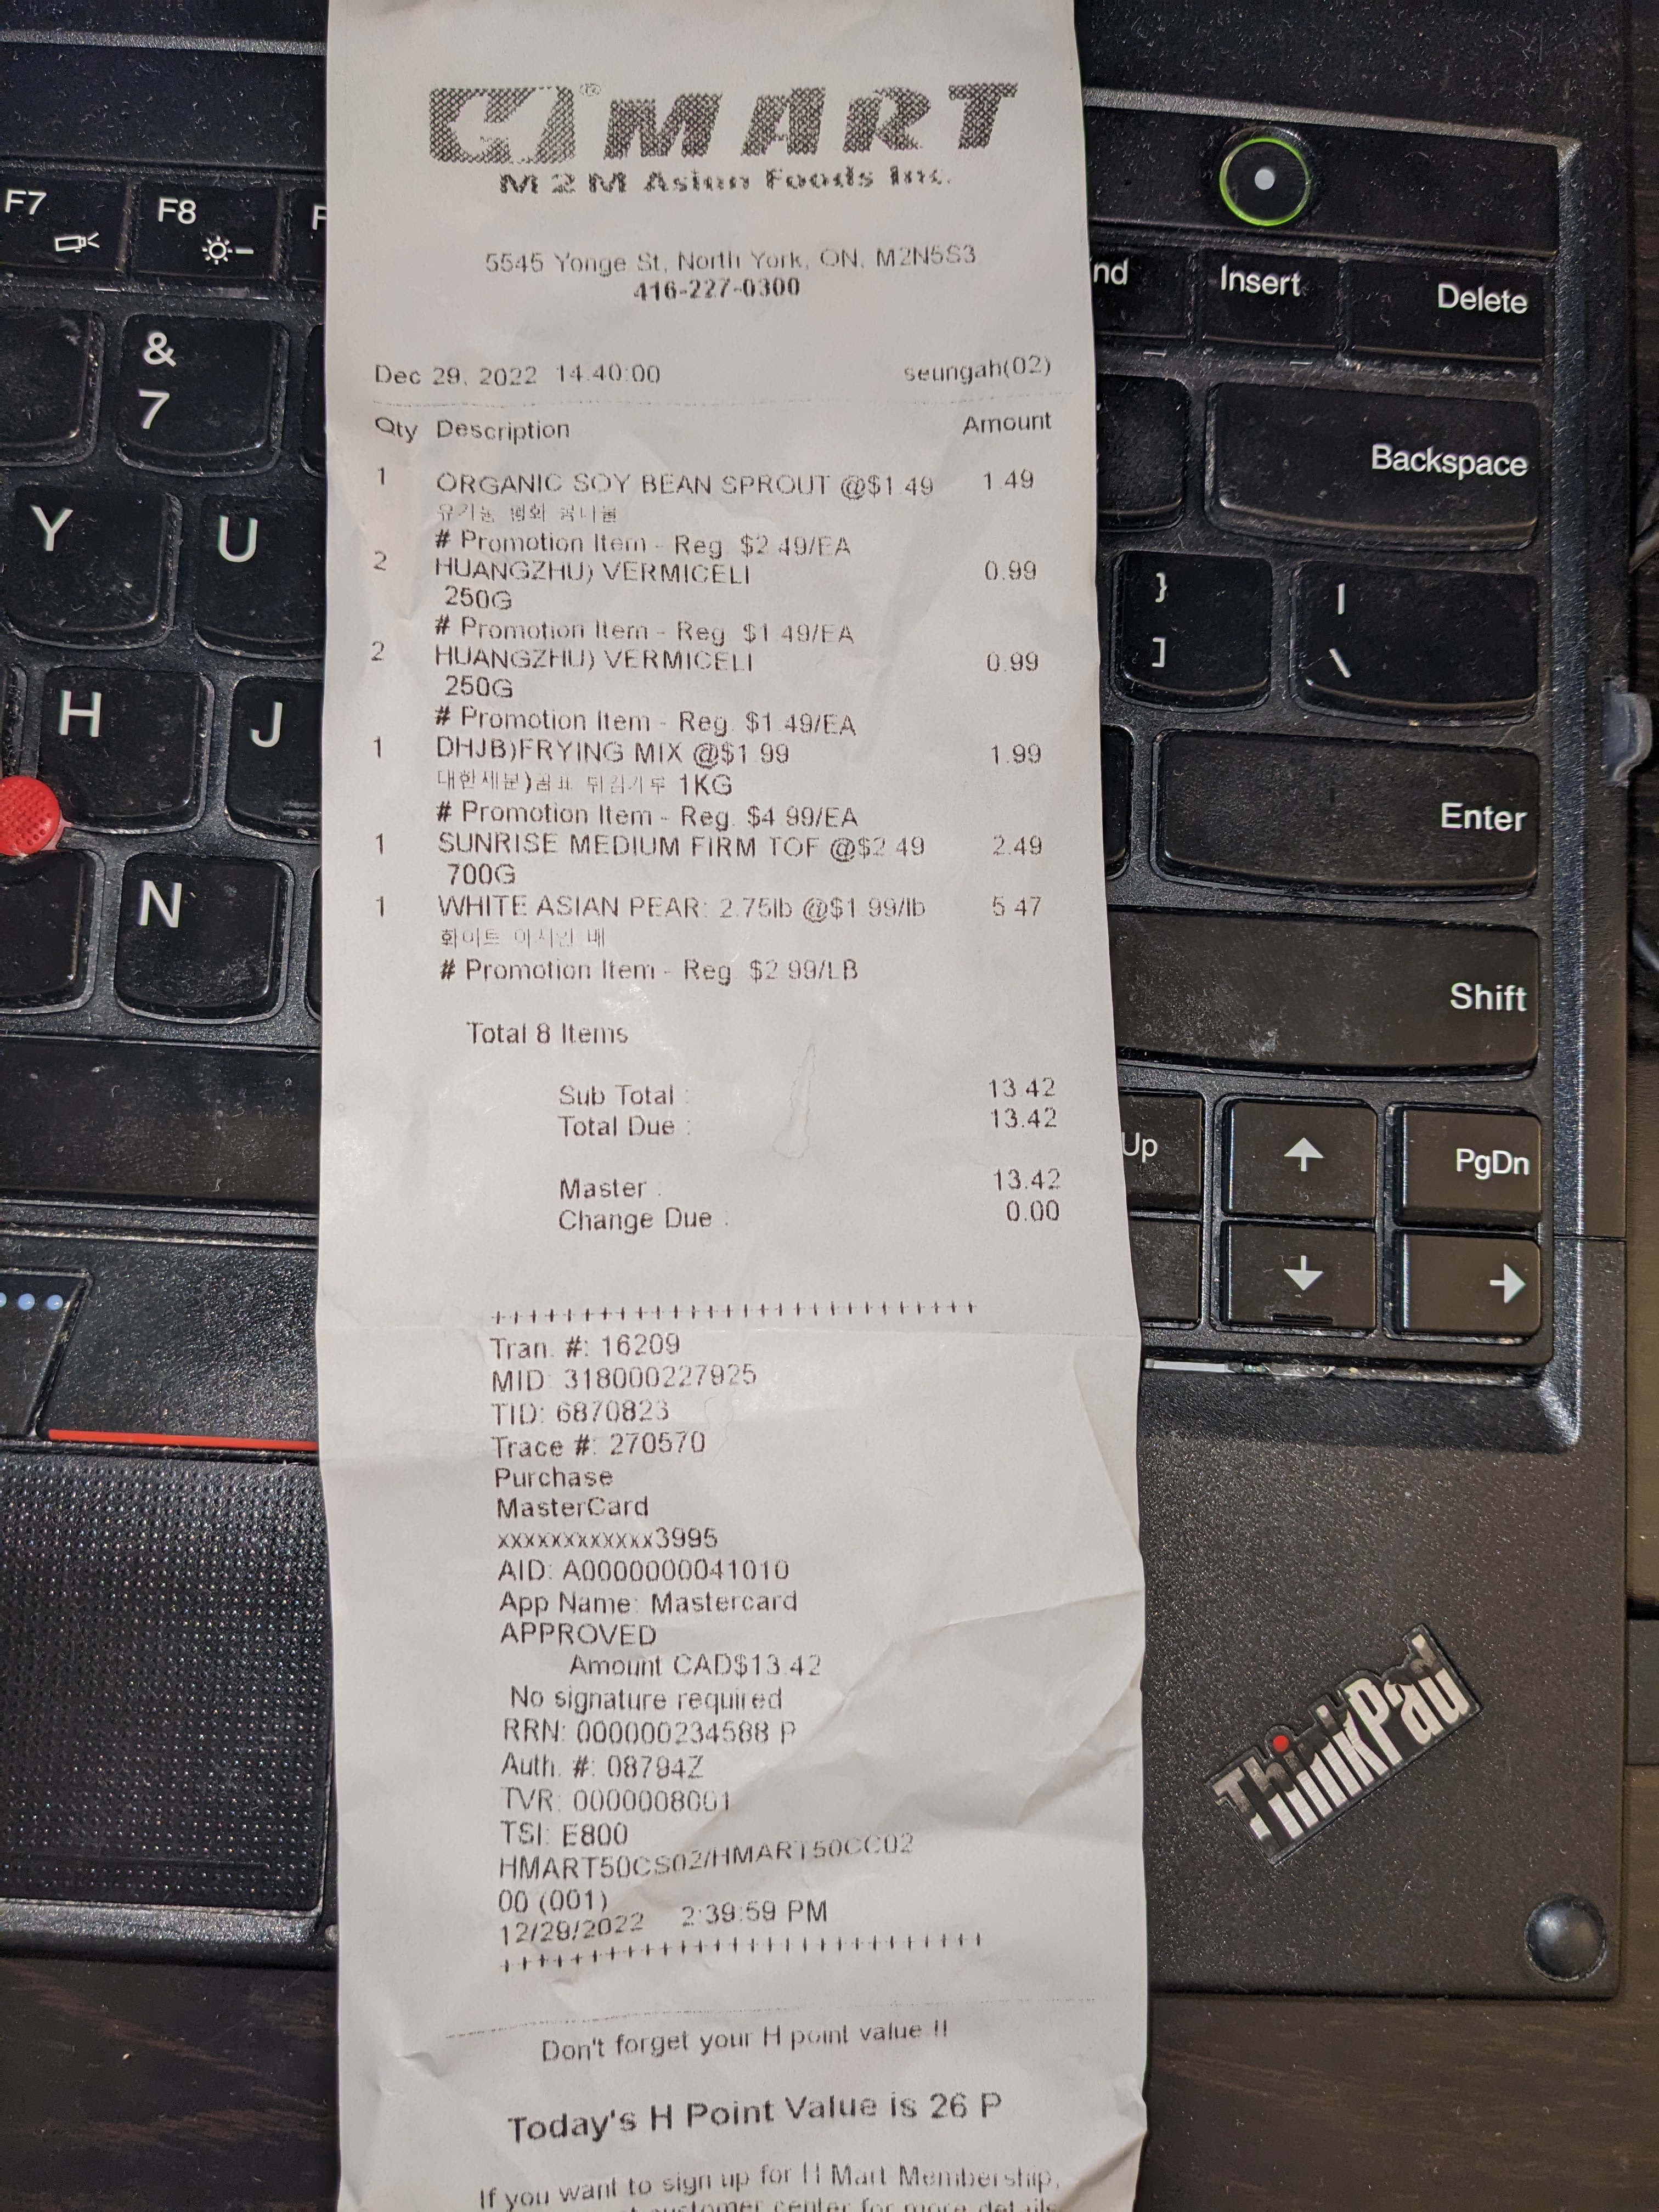 H MART
M 2 M Asian Foods Inc.
5545 Yonge St, North York, ON, M2N5S3
416-227-0300
Dec 29, 2022 14:40:00 seungah(02)
Qty Description Amount
1 ORGANIC SOY BEAN SPROUT @$1.49 1.49
유기농 평화 콩나물
# Promotion Item - Reg. $2.49/EA
2 HUANGZHU) VERMICELI 0.99
250G
# Promotion Item - Reg. $1.49/EA
2 HUANGZHU) VERMICELI 0.99
250G
# Promotion Item - Reg. $1.49/EA
1 DHJB)FRYING MIX @$1.99 1.99
대한제분)곰표 튀김가루 1KG
# Promotion Item - Reg. $4.99/EA
1 SUNRISE MEDIUM FIRM TOF @$2.49 2.49
700G
1 WHITE ASIAN PEAR: 2.75lb @$1.99/lb 5.47
화이트 아시안 배
# Promotion Item - Reg. $2.99/LB
Total 8 Items
Sub Total : 13.42
Total Due : 13.42
Master : 13.42
Change Due : 0.00
Tran. #: 16209
MID: 318000227925
TID: 6870823
Trace #: 270570
Purchase
MasterCard
xxxxxxxxxxxx3995
AID: A0000000041010
App Name: Mastercard
APPROVED
Amount CAD$13.42
No signature required
RRN: 000000234588 P
Auth. #: 08794Z
TVR: 0000008001
TSI: E800
HMART50CS02/HMART50CC02
00 (001)
12/29/2022 2:39:59 PM
Don't forget your H point value !!
Today's H Point Value is 26 P
If you want to sign up for H Mart Membership,
customer center for more details
F7 F8 F
nd Insert Delete
& 7
Backspace
Y U } ]
| \
H J Enter
N Shift
Up ↑ PgDn
↓ →
ThinkPad